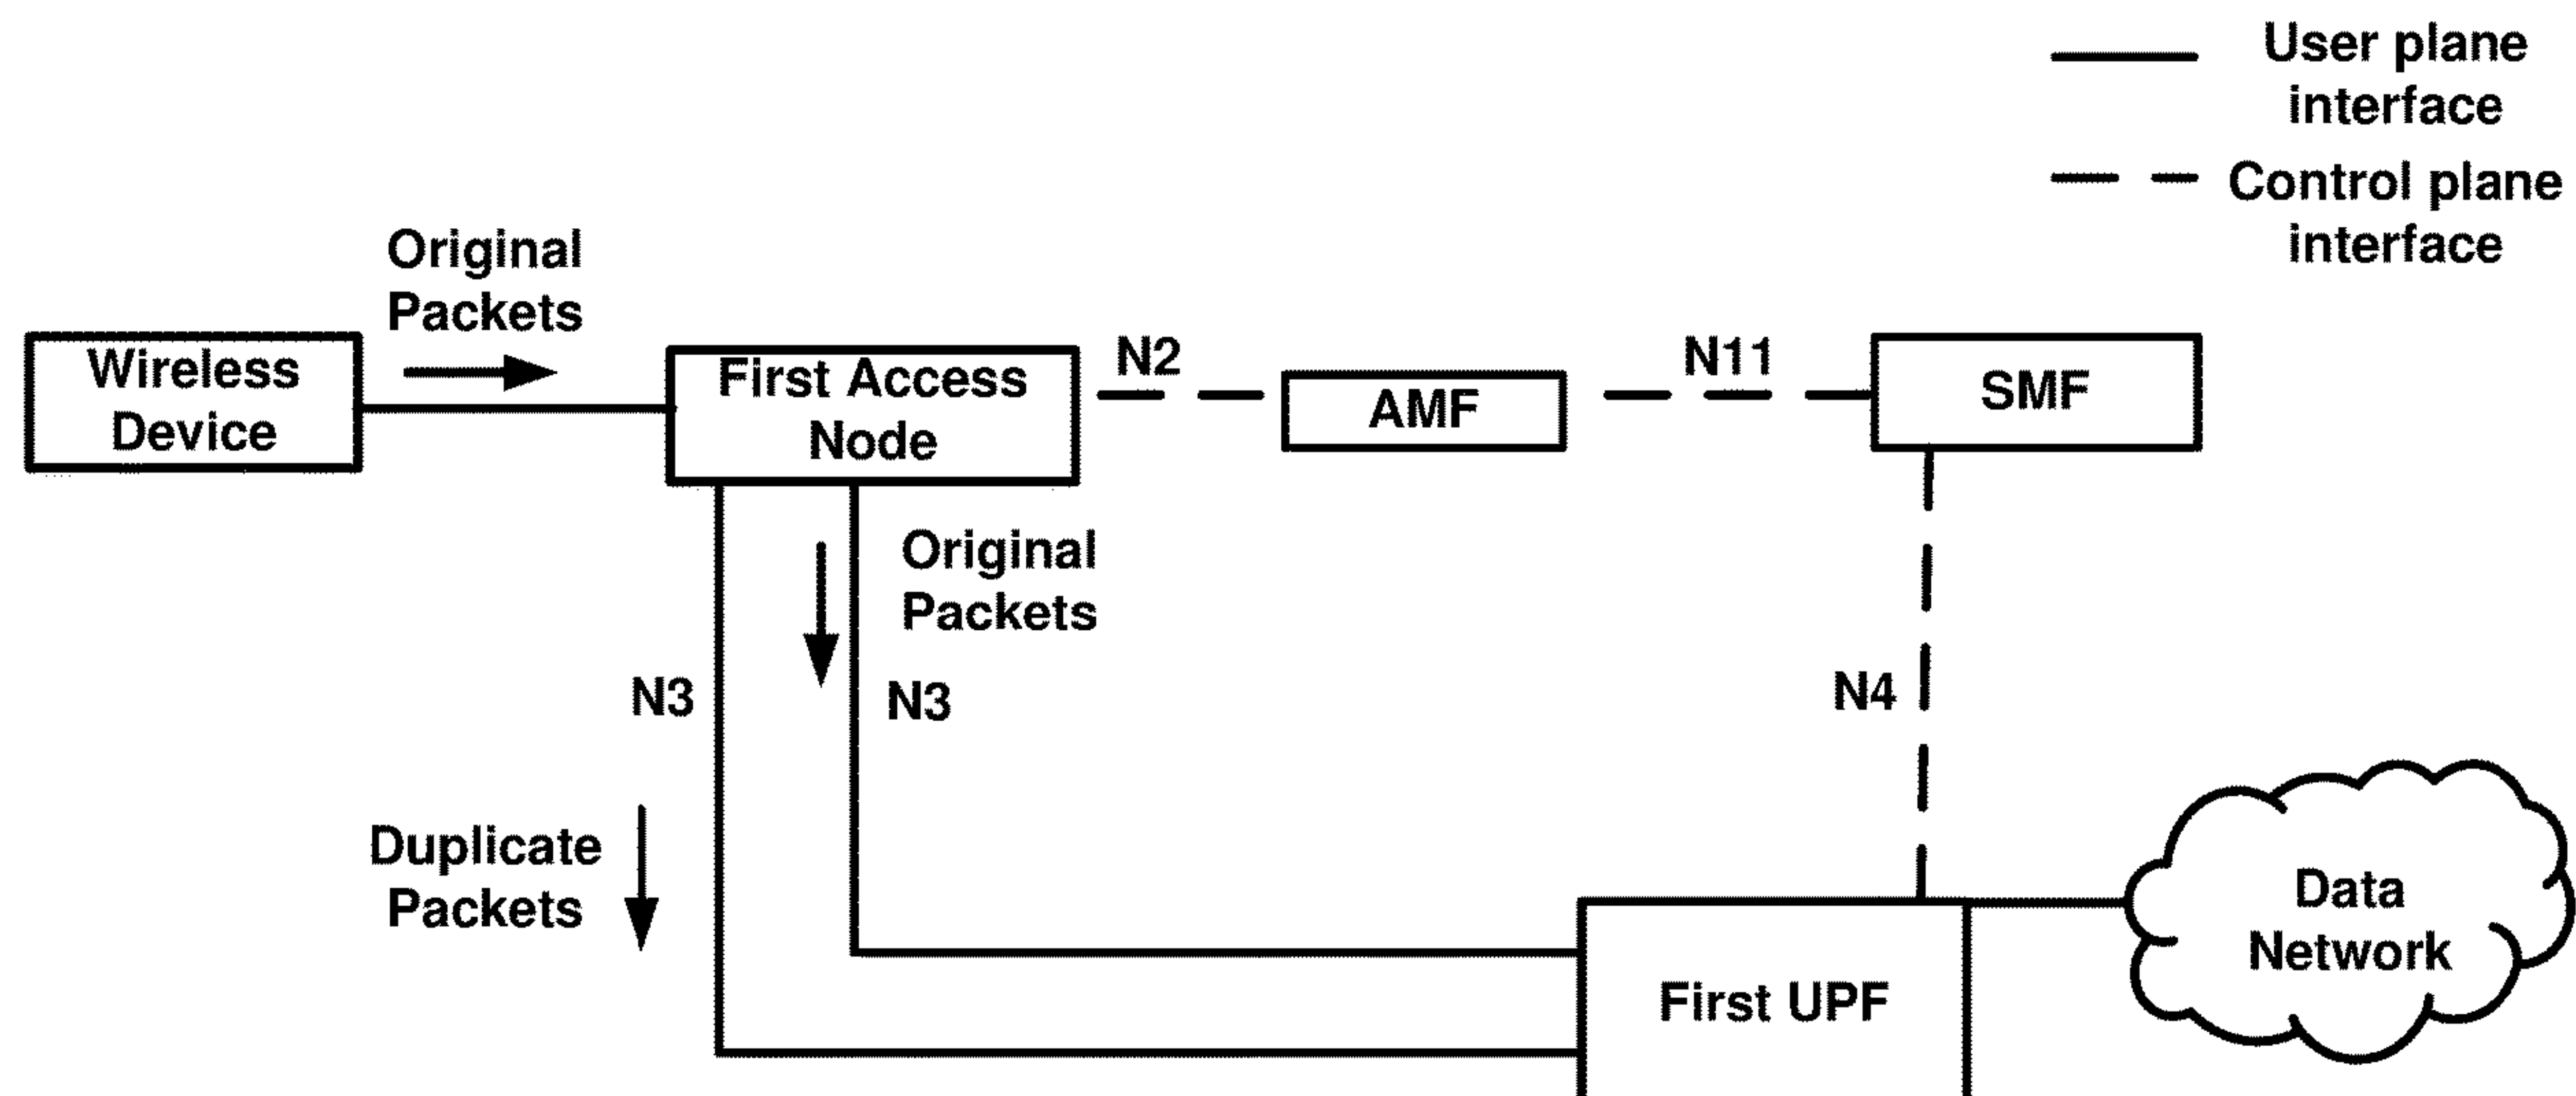 User plane
interface
Control plane
interface
Original
Packets
Wireless
Device
First Access
Node
N2
AMF
N11
SMF
Original
Packets
N3
N3
N4
Duplicate
Packets
First UPF
Data
Network